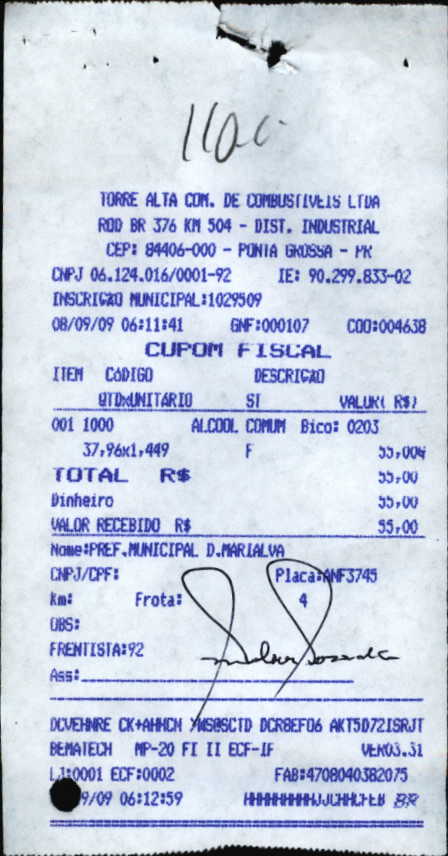 TORRE ALTA COM. DE COMBUSTIVEIS LTDA
ROD BR 376 KM 504 - DIST. INDUSTRIAL
CEP: 84406-000 - PONTA GROSSA - PR
CNPJ 06.124.016/0001-92 IE: 90.299.833-02
INSCRIÇÃO MUNICIPAL:1029509
08/09/09 06:11:41 GNF:000107 COO:004638
CUPOM FISCAL
ITEM CÓDIGO DESCRIÇÃO
QTDxUNITÁRIO ST VALOR( R$)
001 1000 ALCOOL COMUM Bico: 0203
37,96x1,449 F 55,00
TOTAL R$ 55,00
Dinheiro 55,00
VALOR RECEBIDO R$ 55,00
Nome:PREF.MUNICIPAL D.MARIALVA
CNPJ/CPF: Placa:ANF3745
Km: Frota: 4
OBS:
FRENTISTA:92
Ass:
BEMATECH MP-20 FI II ECF-IF
LJ:0001 ECF:0002 FAB:4708040382075
9/09 06:12:59 BR